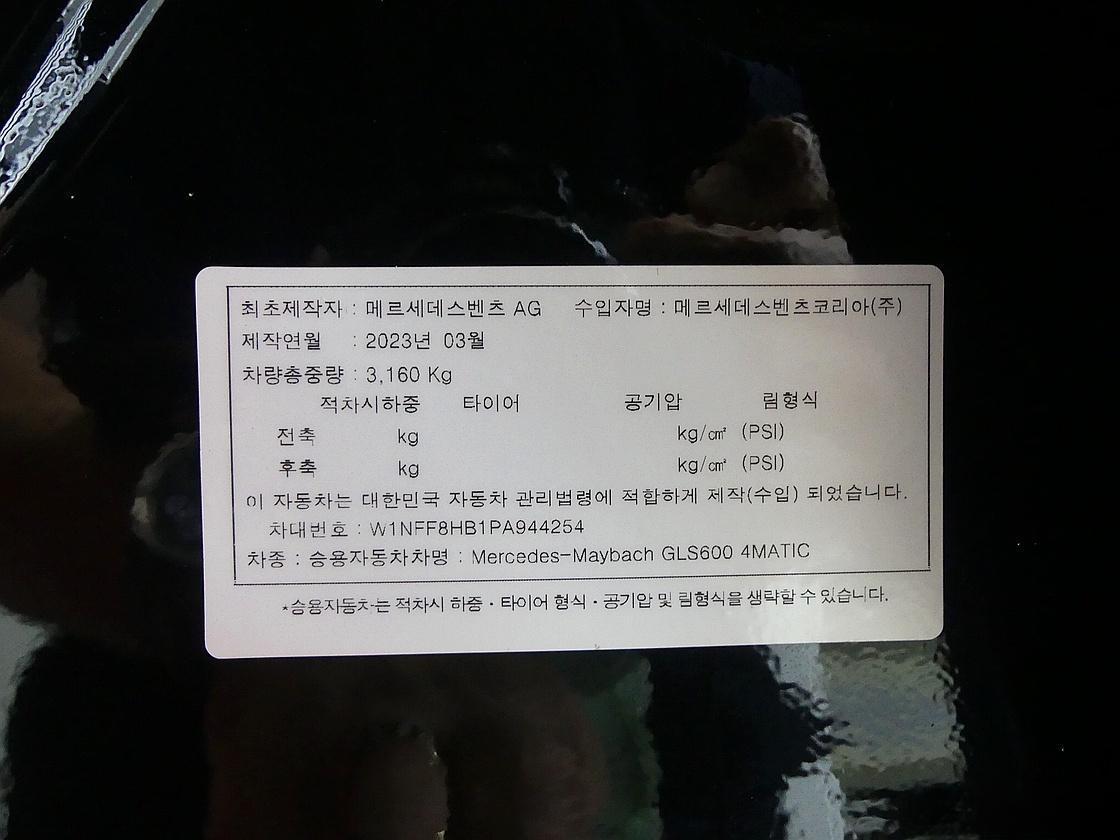 최초제작자 : 메르세데스벤츠 AG 수입자명 : 메르세데스벤츠코리아(주)
제작연월 : 2023년 03월
차량총중량 : 3,160 Kg
적차시하중 타이어 공기압 림형식
전축 kg kg/㎠ (PSI)
후축 kg kg/㎠ (PSI)
이 자동차는 대한민국 자동차 관리법령에 적합하게 제작(수입) 되었습니다.
차대번호 : W1NFF8HB1PA944254
차종 : 승용자동차차명 : Mercedes-Maybach GLS600 4MATIC
*승용자동차는 적차시 하중·타이어 형식·공기압 및 림형식을 생략할 수 있습니다.